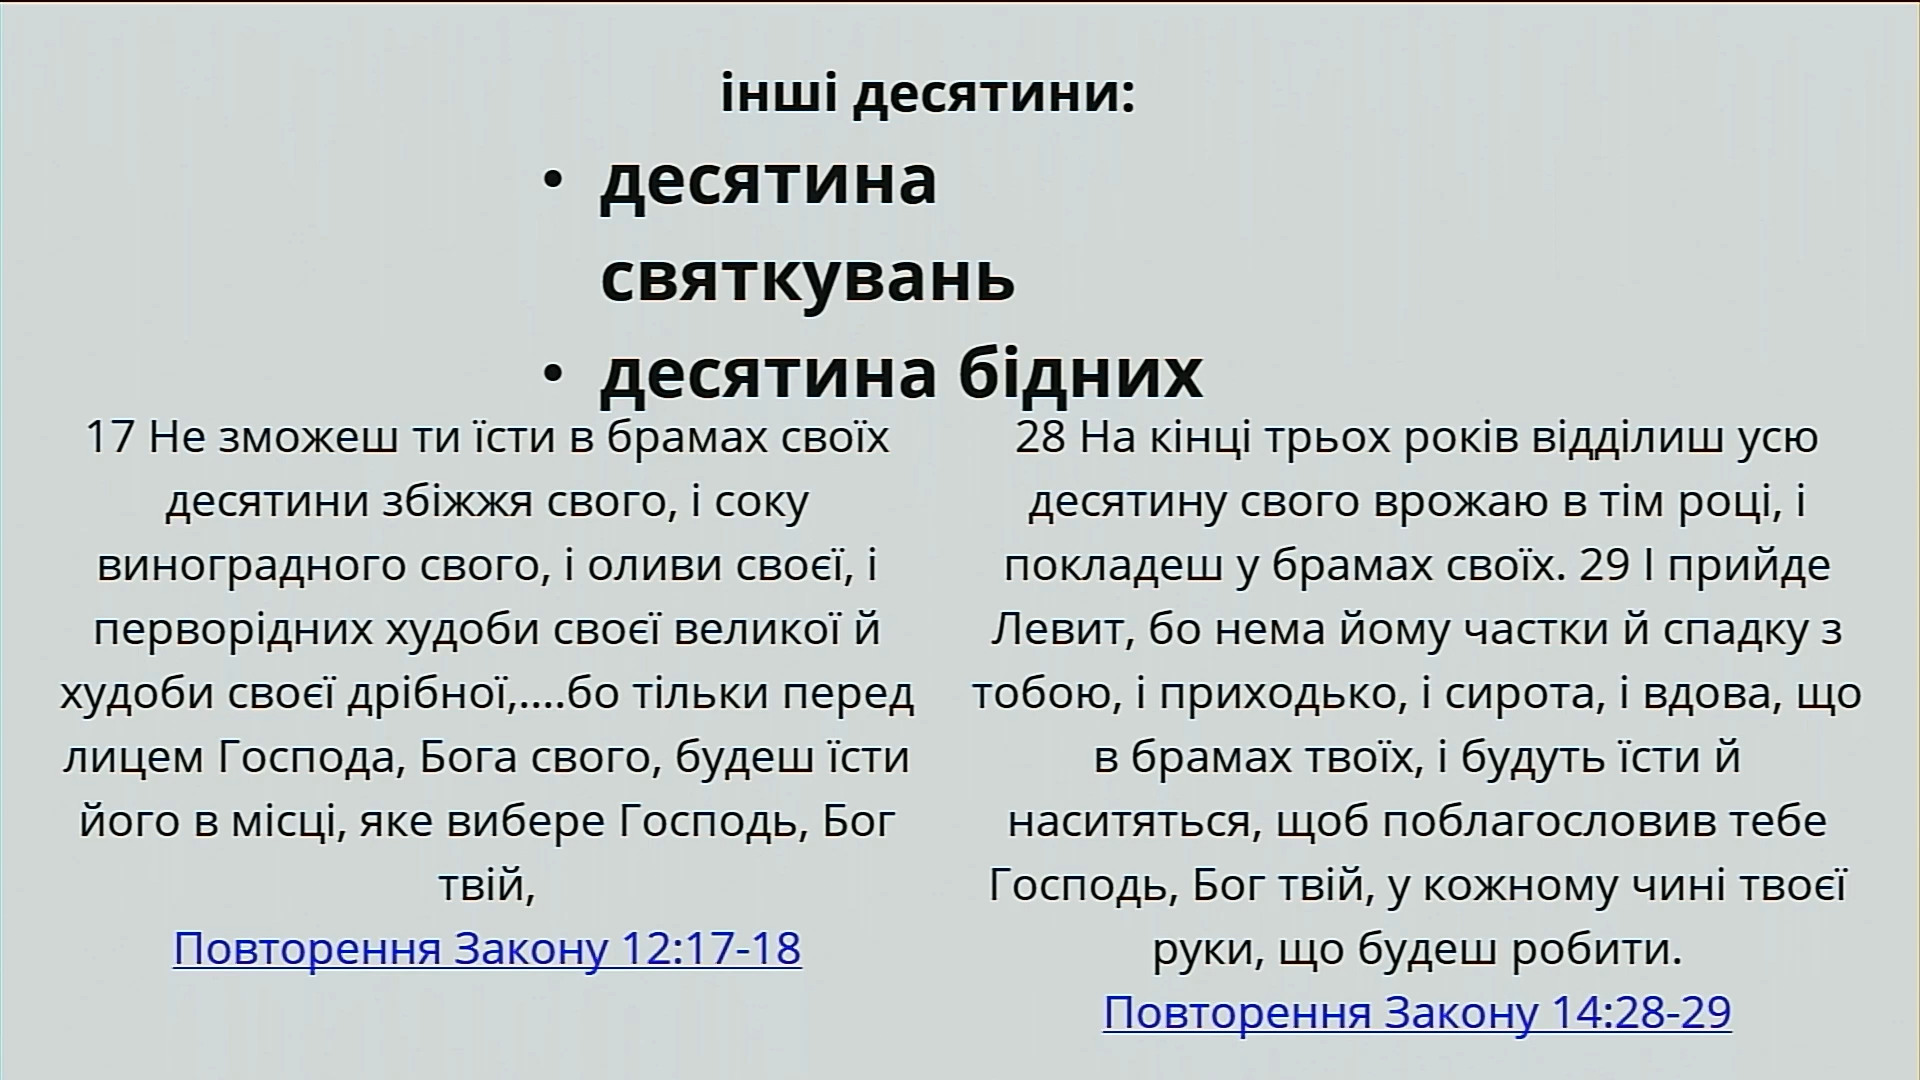 інші десятини:
• десятина
святкувань
• десятина бідних
17 Не зможеш ти їсти в брамах своїх
десятини збіжжя свого, і соку
виноградного свого, і оливи своєї, і
перворідних худоби своєї великої й
худоби своєї дрібної,....бо тільки перед
лицем Господа, Бога свого, будеш їсти
його в місці, яке вибере Господь, Бог
твій,
Повторення Закону 12:17-18
28 На кінці трьох років відділиш усю
десятину свого врожаю в тім році, і
покладеш у брамах своїх. 29 І прийде
Левит, бо нема йому частки й спадку з
тобою, і приходько, і сирота, і вдова, що
в брамах твоїх, і будуть їсти й
наситяться, щоб поблагословив тебе
Господь, Бог твій, у кожному чині твоєї
руки, що будеш робити.
Повторення Закону 14:28-29